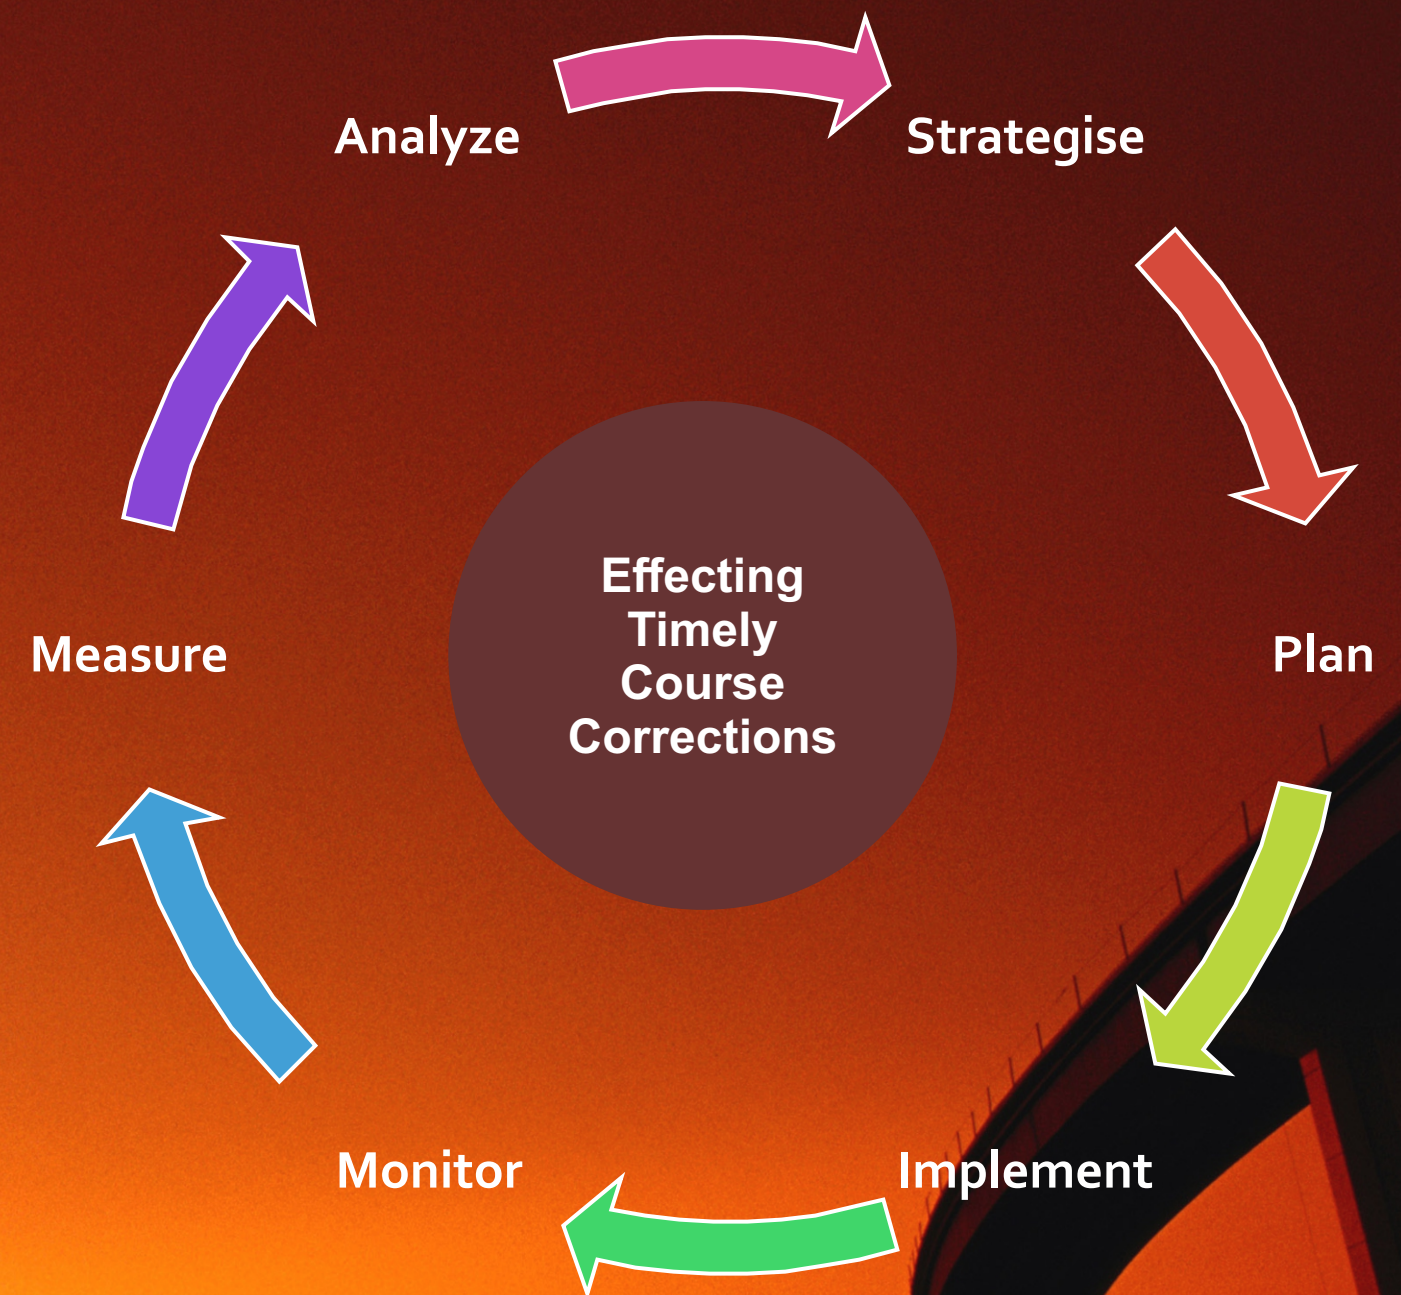 Analyze
Strategise
Effecting
Timely
Course
Corrections
Measure
Plan
Monitor
Implement